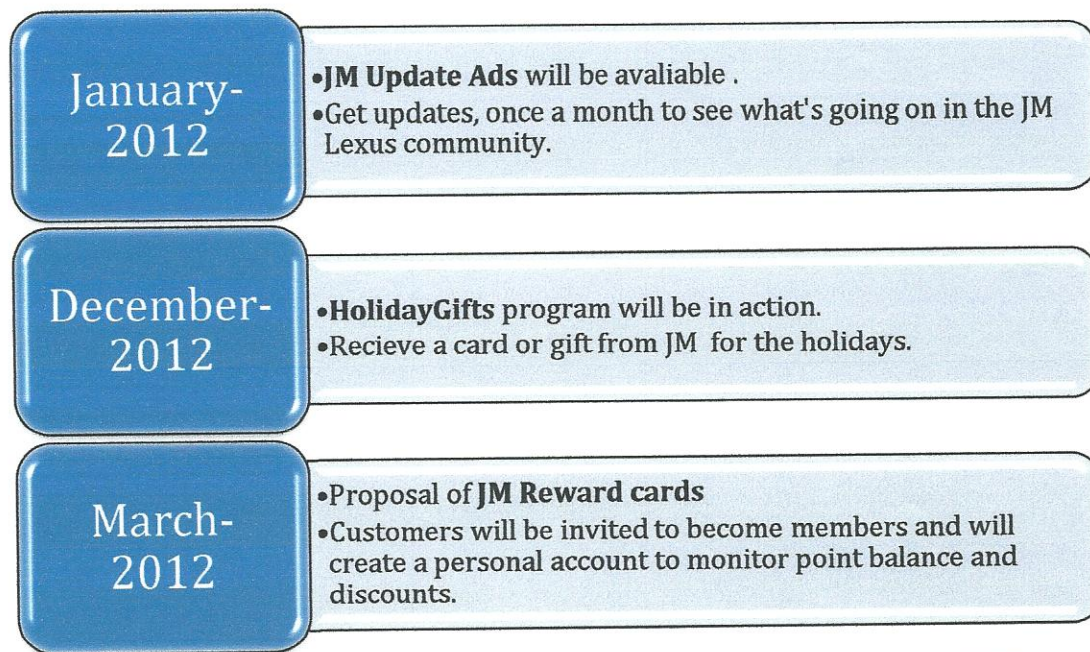 January-
2012
•JM Update Ads will be avaliable .
•Get updates, once a month to see what's going on in the JM
Lexus community.
December-
2012
•HolidayGifts program will be in action.
•Recieve a card or gift from JM  for the holidays.
March-
2012
•Proposal of JM Reward cards
•Customers will be invited to become members and will
create a personal account to monitor point balance and
discounts.